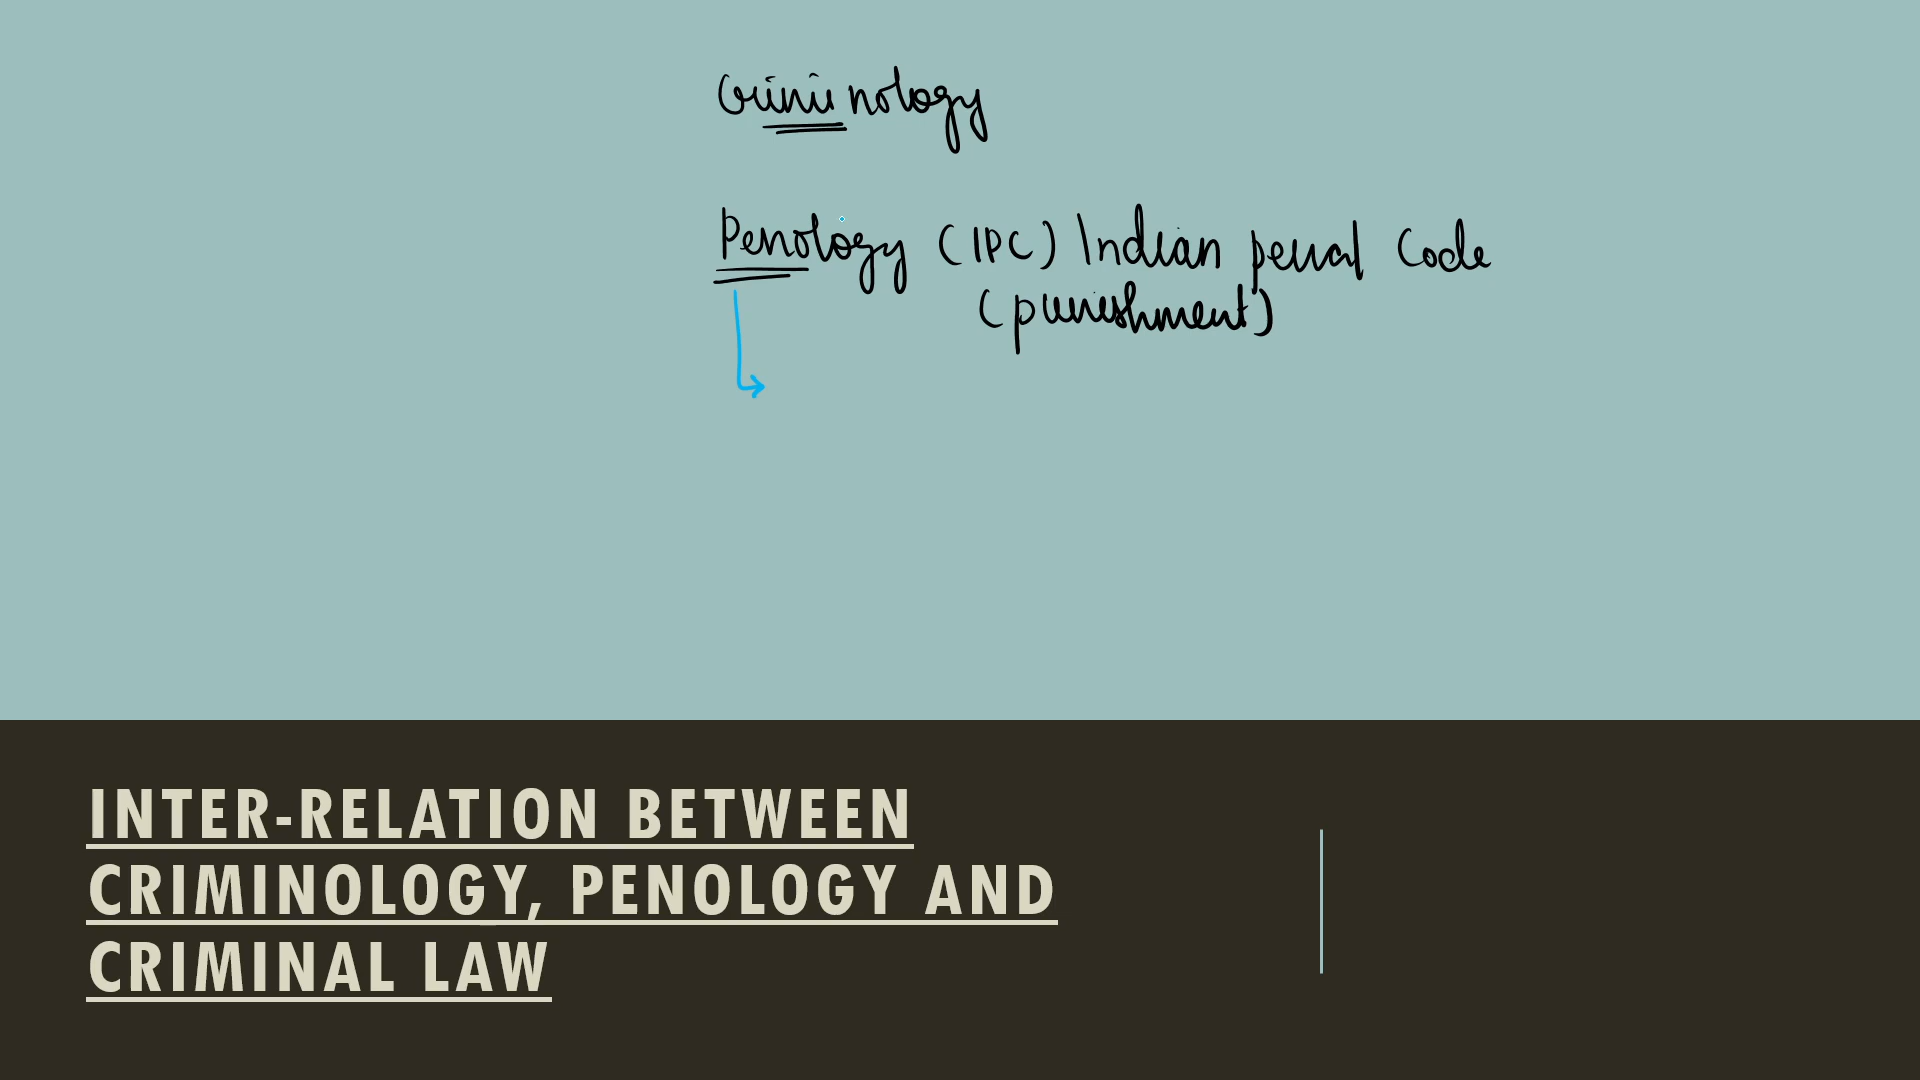 Criminology
Penology (IPC) Indian penal Code
(punishment)
INTER-RELATION BETWEEN
CRIMINOLOGY, PENOLOGY AND
CRIMINAL LAW